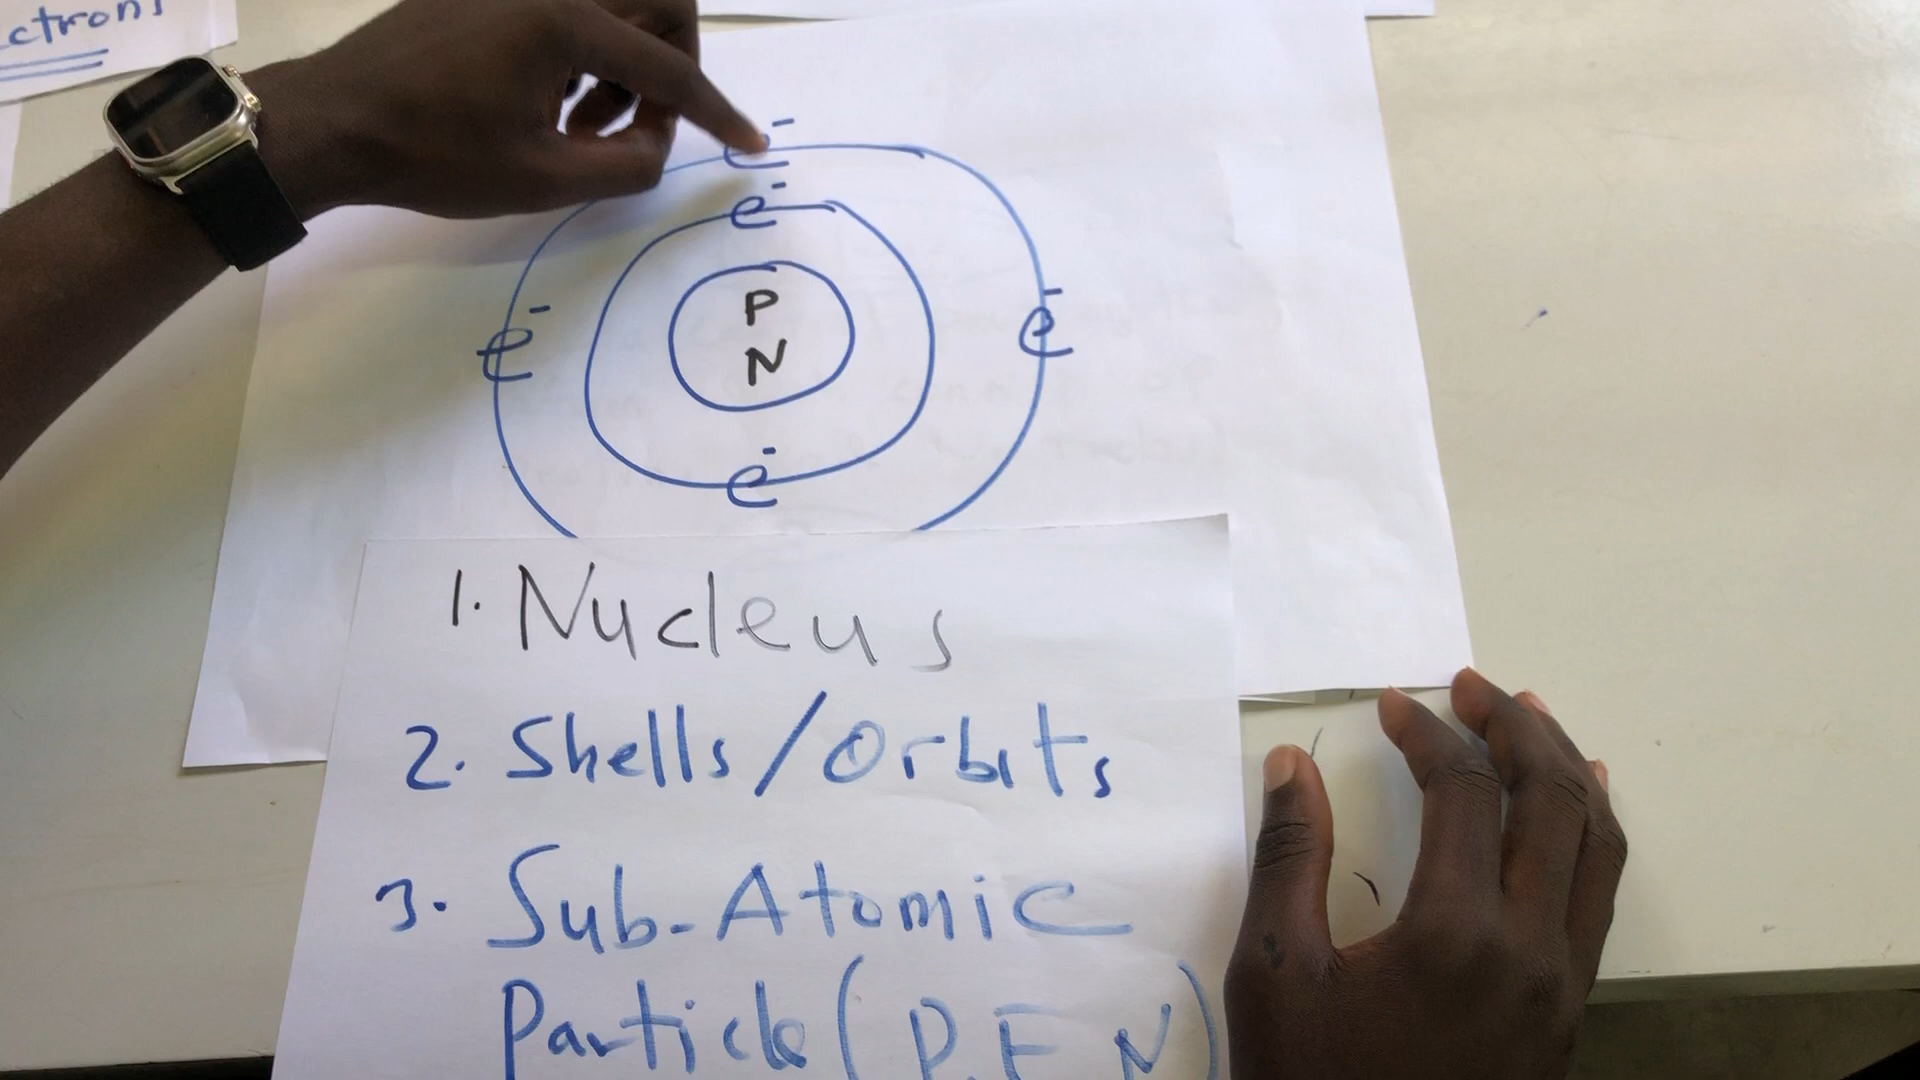 ctrons
e-
e-
P
N
e-
e-
e-
1. Nucleus
2. Shells/Orbits
3. Sub-Atomic
Particle (P,E,N)